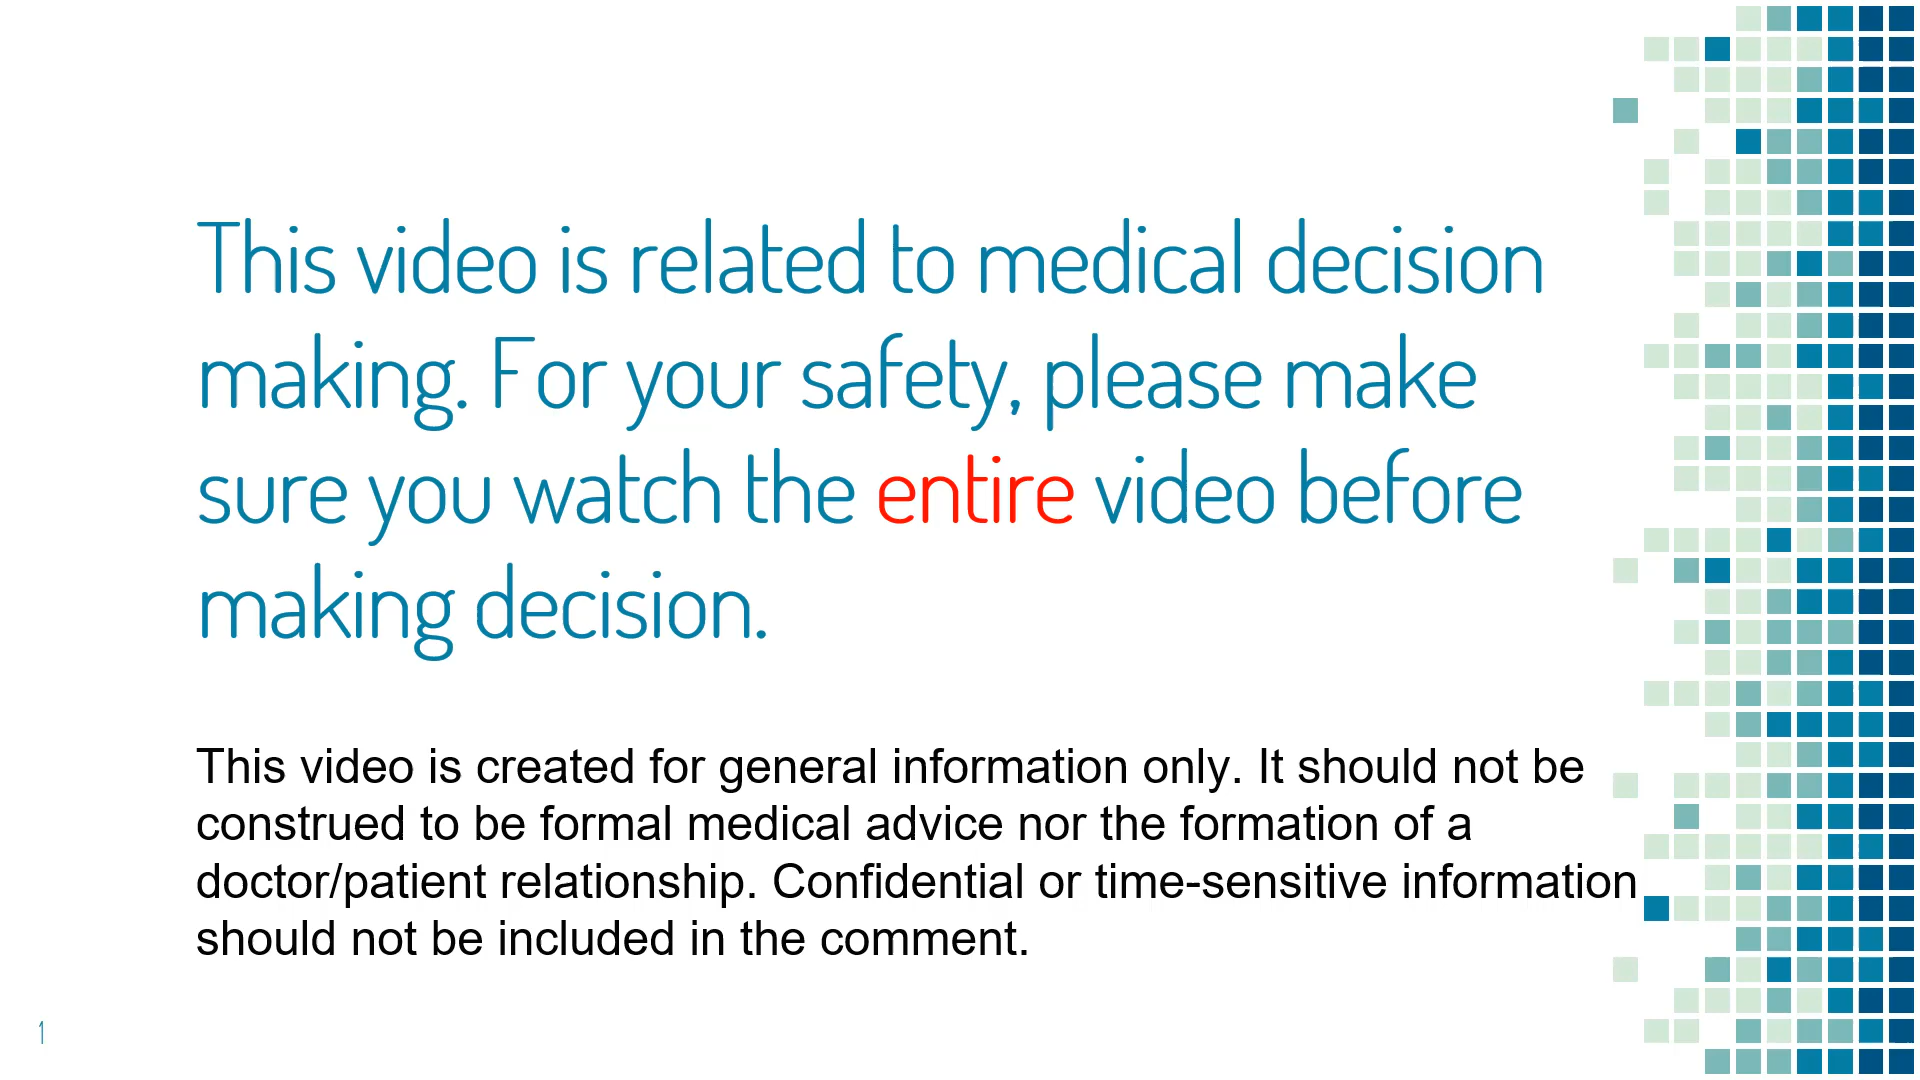 This video is related to medical decision
making. For your safety, please make
sure you watch the entire video before
making decision.
This video is created for general information only. It should not be
construed to be formal medical advice nor the formation of a
doctor/patient relationship. Confidential or time-sensitive information
should not be included in the comment.
1